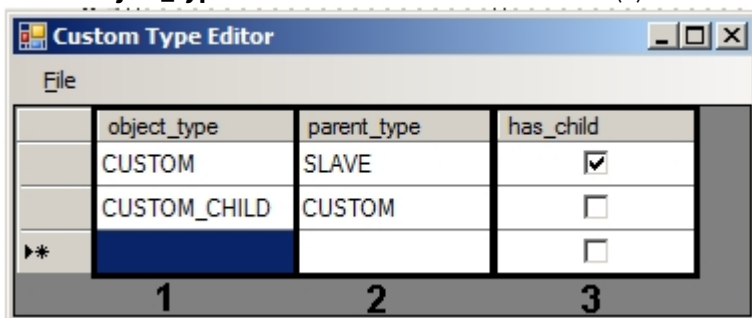 Custom Type Editor
File
object_type parent_type has_child
CUSTOM SLAVE
CUSTOM_CHILD CUSTOM
1 2 3